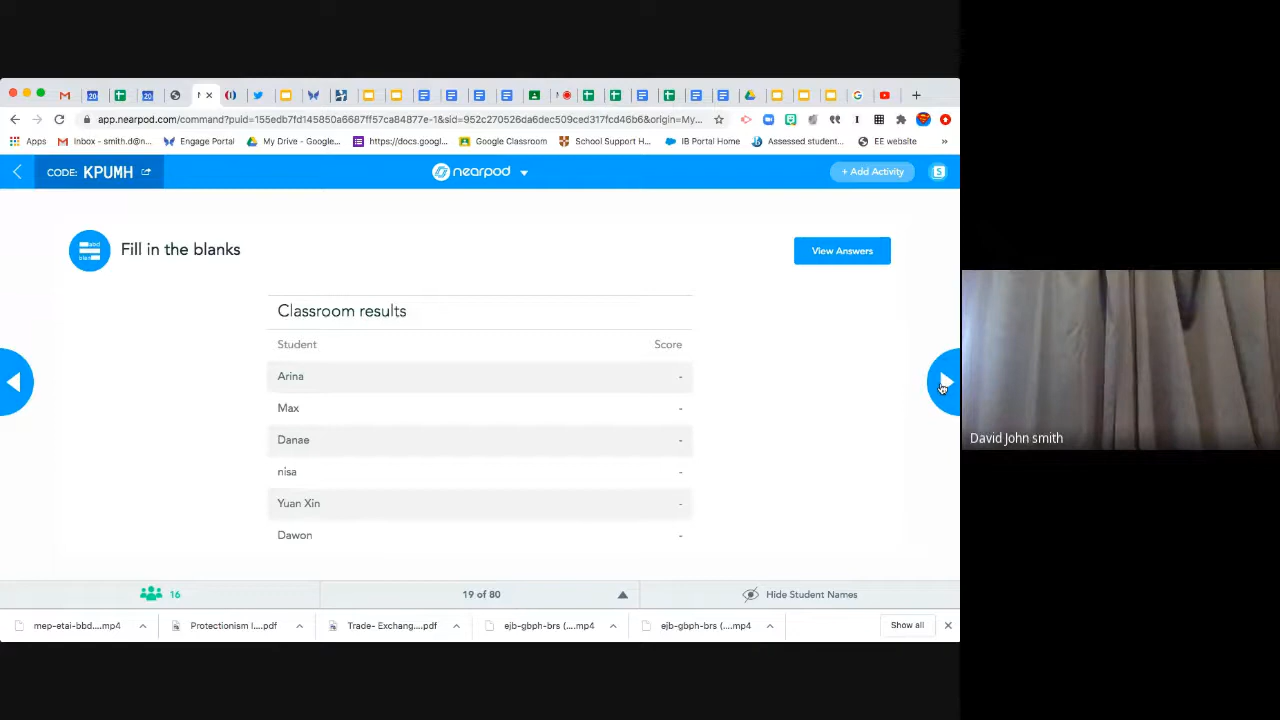 app.nearpod.com/command?puid=155edb7fd145850a6687ff57ca84877e-1&sid=952c270526da6dec509ced317fcd46b6&origin=My...
Apps
Inbox - smith.d@n...
Engage Portal
My Drive - Google...
https://docs.googl...
Google Classroom
School Support H...
IB Portal Home
Assessed student...
EE website
»
CODE: KPUMH
nearpod
+ Add Activity
S
Fill in the blanks
View Answers
Classroom results
Student Score
Arina -
Max -
Danae -
nisa -
Yuan Xin -
Dawon -
David John smith
16
19 of 80
Hide Student Names
mep-etai-bbd....mp4
Protectionism I....pdf
Trade- Exchang....pdf
ejb-gbph-brs (....mp4
ejb-gbph-brs (....mp4
Show all